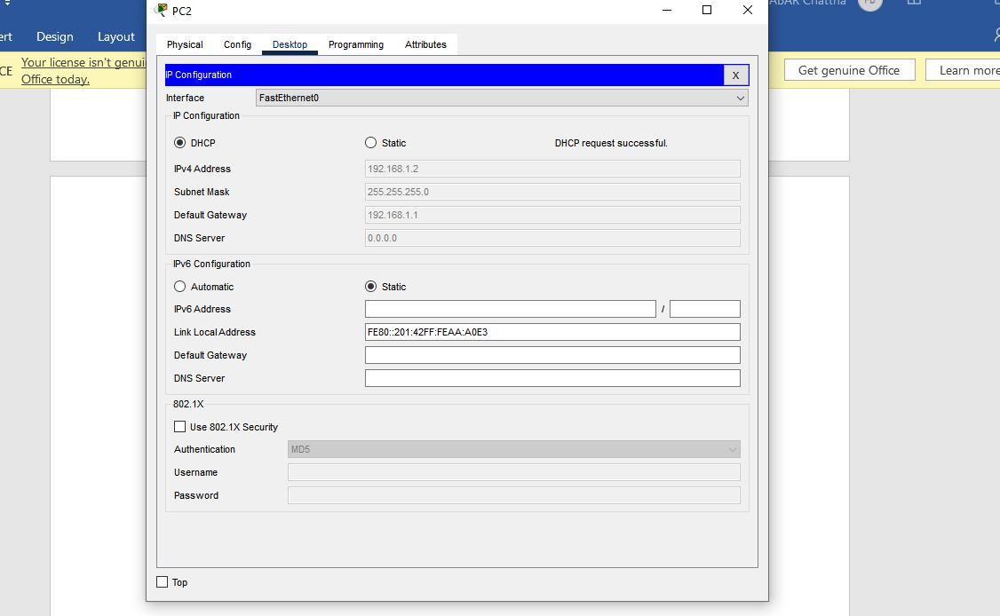 PC2
ert Design Layout
CE Your license isn't genui
Office today.
Get genuine Office Learn more
Physical Config Desktop Programming Attributes
IP Configuration X
Interface FastEthernet0
IP Configuration
DHCP Static DHCP request successful.
IPv4 Address 192.168.1.2
Subnet Mask 255.255.255.0
Default Gateway 192.168.1.1
DNS Server 0.0.0.0
IPv6 Configuration
Automatic Static
IPv6 Address /
Link Local Address FE80::201:42FF:FEAA:A0E3
Default Gateway
DNS Server
802.1X
Use 802.1X Security
Authentication MD5
Username
Password
Top